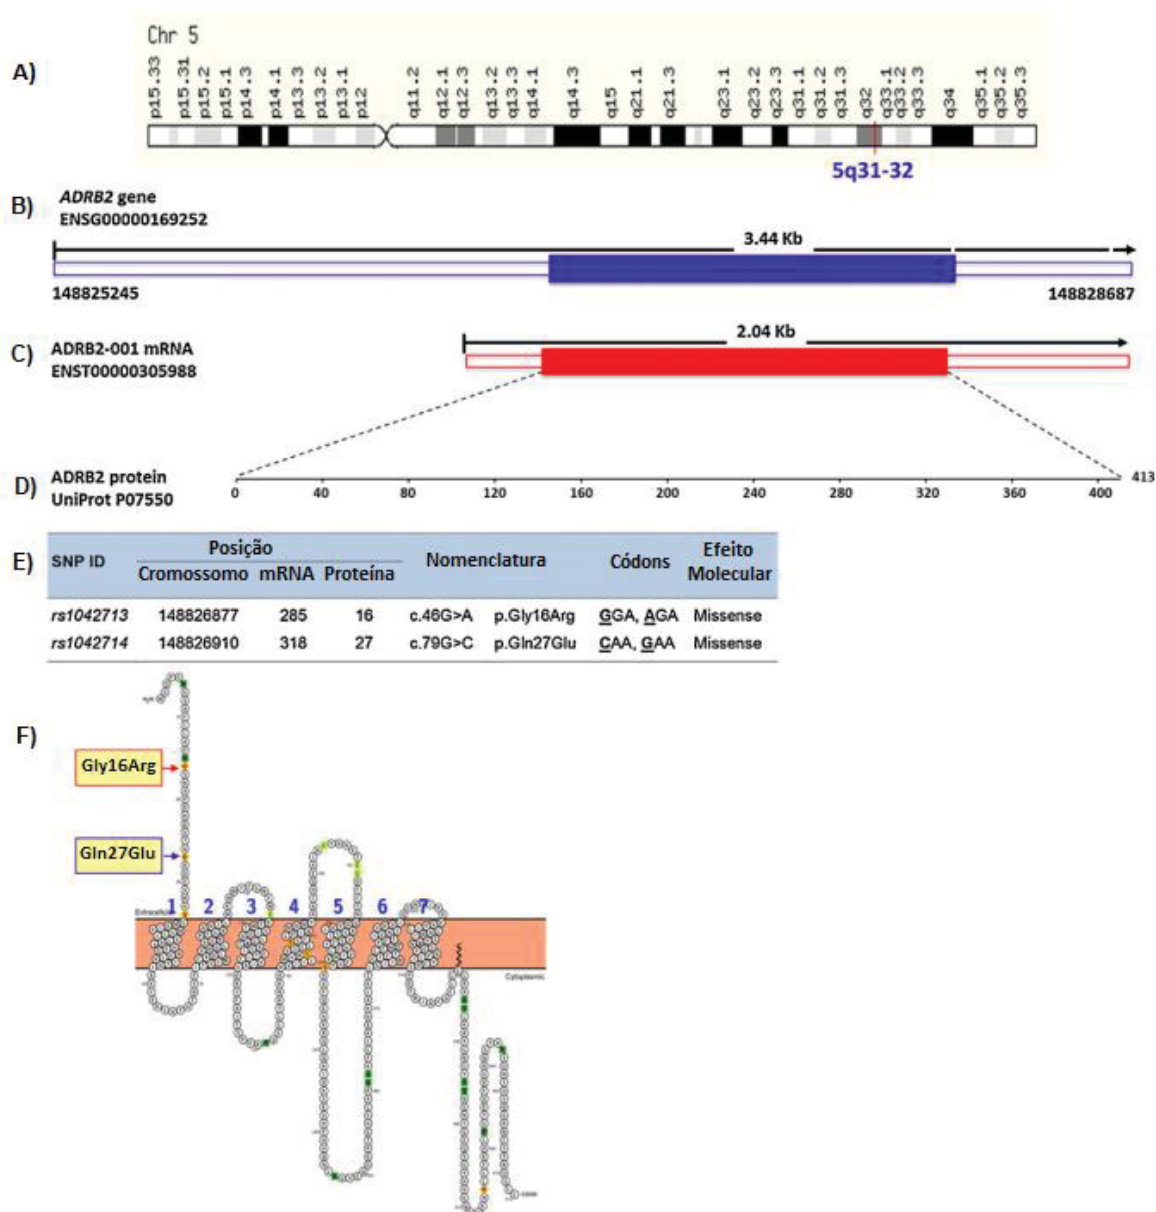 Chr 5
A)
p15.33 p15.31 p15.2 p15.1 p14.3 p14.1 p13.3 p13.2 p13.1 p12 q11.2 q12.1 q12.3 q13.2 q13.3 q14.1 q14.3 q15 q21.1 q21.3 q23.1 q23.2 q23.3 q31.1 q31.2 q31.3 q32 q33.1 q33.2 q33.3 q34 q35.1 q35.2 q35.3
5q31-32
B)
ADRB2 gene
ENSG00000169252
3.44 Kb
148825245
148828687
C)
ADRB2-001 mRNA
ENST00000305988
2.04 Kb
D)
ADRB2 protein
UniProt P07550
0 40 80 120 160 200 240 280 320 360 400 413
E)
SNP ID Posição Nomenclatura Códons Efeito Molecular
Cromossomo mRNA Proteína
rs1042713 148826877 285 16 c.46G>A p.Gly16Arg GGA, AGA Missense
rs1042714 148826910 318 27 c.79G>C p.Gln27Glu CAA, GAA Missense
F)
Gly16Arg
Gln27Glu
Extracellular
1 2 3 4 5 6 7
Cytoplasmic